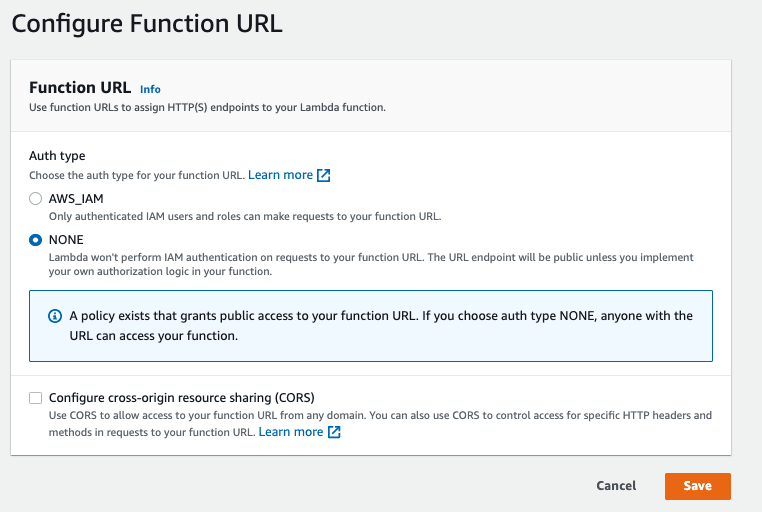 Configure Function URL
Function URL Info
Use function URLs to assign HTTP(S) endpoints to your Lambda function.
Auth type
Choose the auth type for your function URL. Learn more
AWS_IAM
Only authenticated IAM users and roles can make requests to your function URL.
NONE
Lambda won't perform IAM authentication on requests to your function URL. The URL endpoint will be public unless you implement
your own authorization logic in your function.
A policy exists that grants public access to your function URL. If you choose auth type NONE, anyone with the
URL can access your function.
Configure cross-origin resource sharing (CORS)
Use CORS to allow access to your function URL from any domain. You can also use CORS to control access for specific HTTP headers and
methods in requests to your function URL. Learn more
Cancel Save